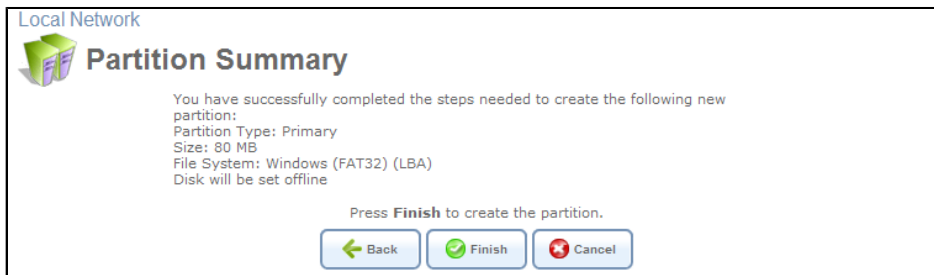 Local Network
Partition Summary
You have successfully completed the steps needed to create the following new
partition:
Partition Type: Primary
Size: 80 MB
File System: Windows (FAT32) (LBA)
Disk will be set offline
Press Finish to create the partition.
Back Finish Cancel